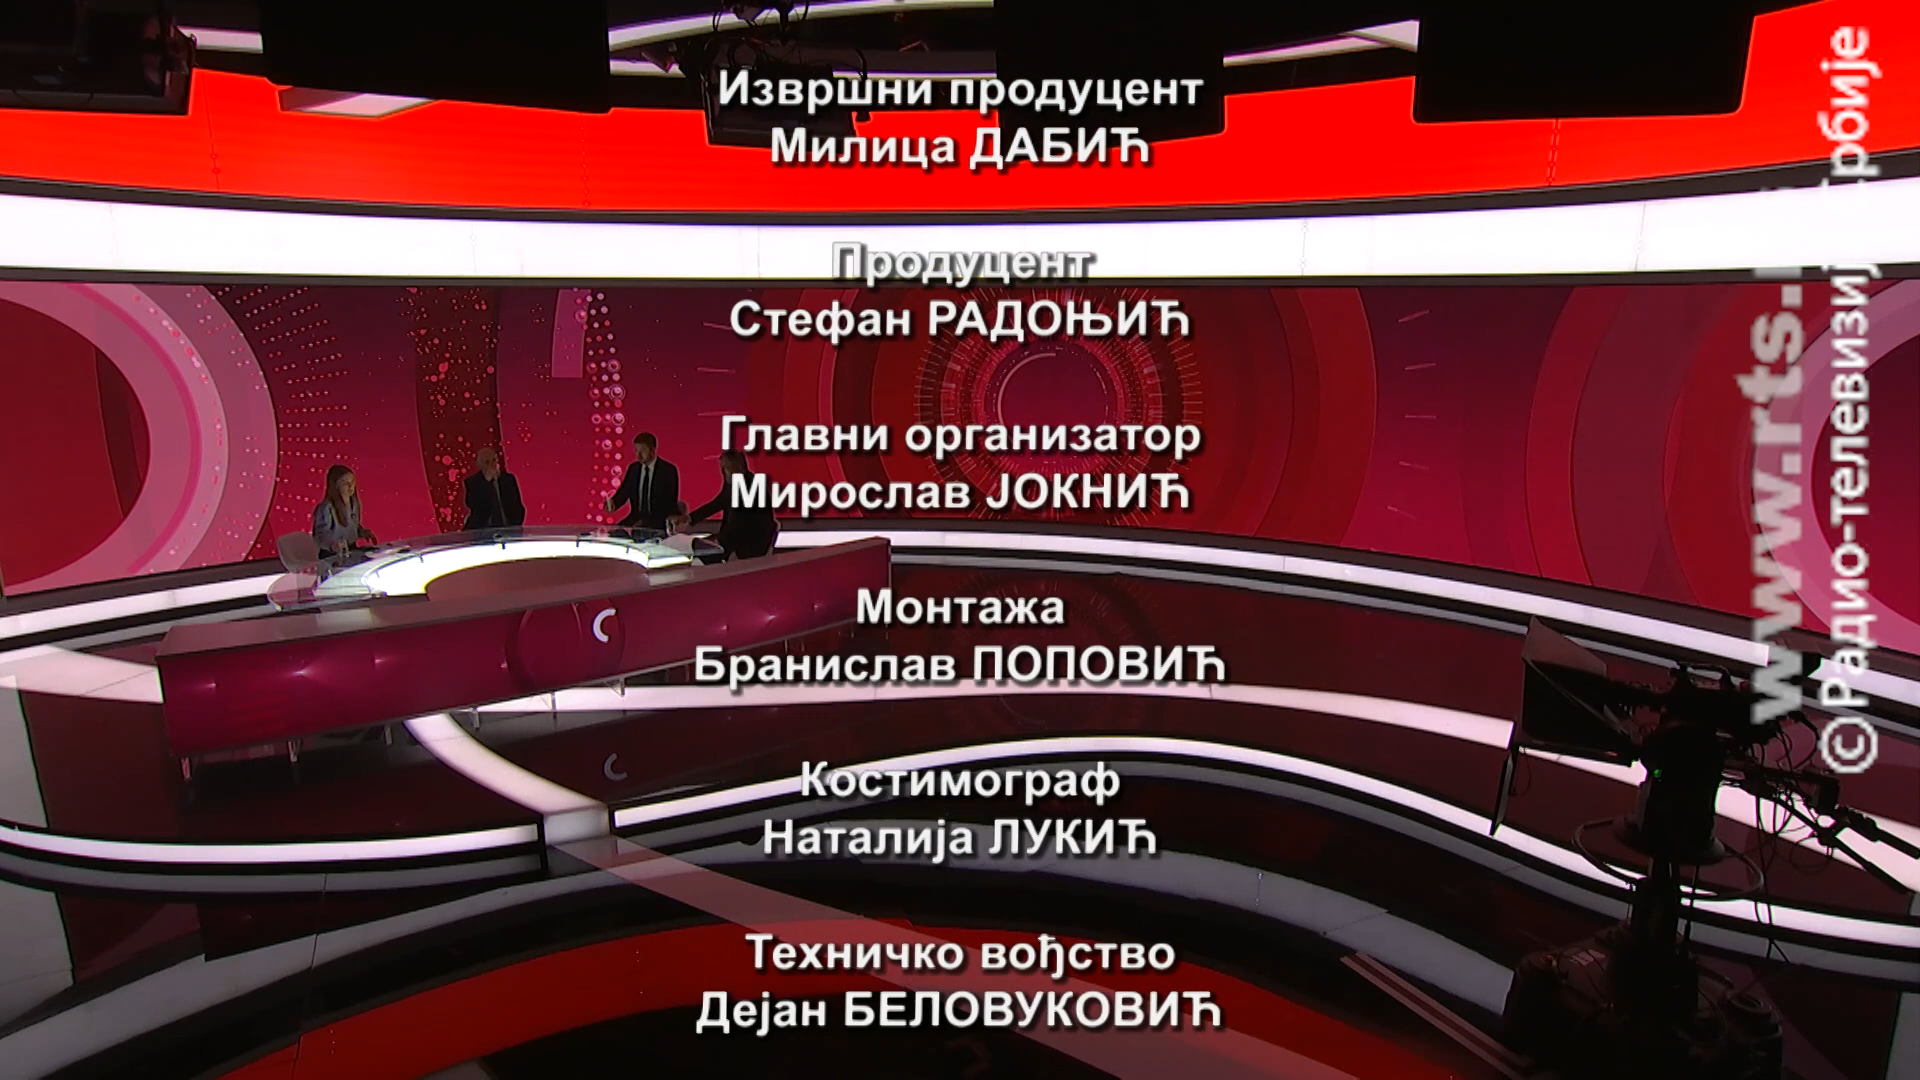 Извршни продуцент
Милица ДАБИЋ
Продуцент
Стефан РАДОЊИЋ
Главни организатор
Мирослав ЈОКНИЋ
Монтажа
Бранислав ПОПОВИЋ
Костимограф
Наталија ЛУКИЋ
Техничко вођство
Дејан БЕЛОВУКОВИЋ
www.rts.
©Радио-телевизиј